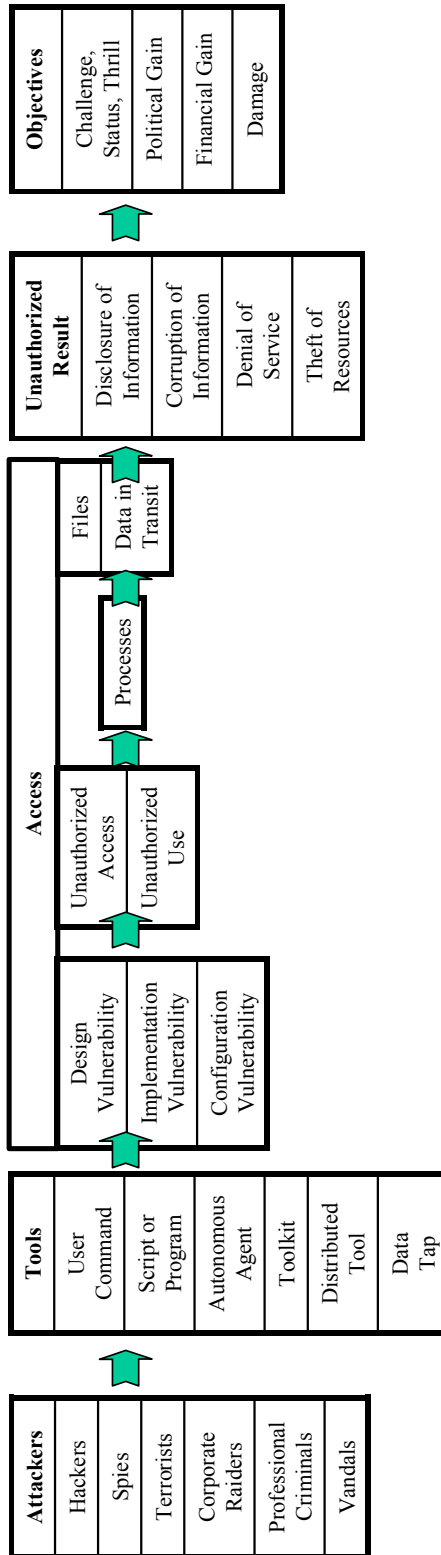 Attackers
Hackers
Spies
Terrorists
Corporate
Raiders
Professional
Criminals
Vandals
Tools
User
Command
Script or
Program
Autonomous
Agent
Toolkit
Distributed
Tool
Data
Tap
Access
Design
Vulnerability
Implementation
Vulnerability
Configuration
Vulnerability
Unauthorized
Access
Unauthorized
Use
Processes
Files
Data in
Transit
Unauthorized
Result
Disclosure of
Information
Corruption of
Information
Denial of
Service
Theft of
Resources
Objectives
Challenge,
Status, Thrill
Political Gain
Financial Gain
Damage